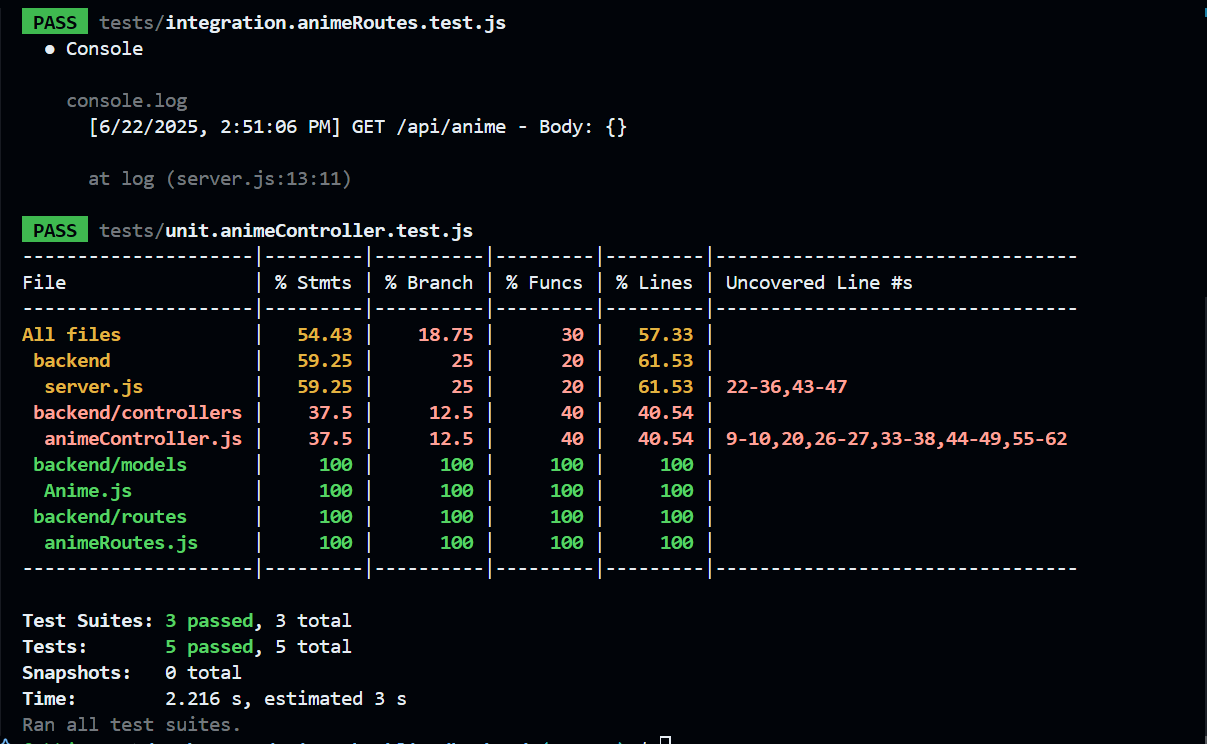 PASS tests/integration.animeRoutes.test.js
● Console
console.log
[6/22/2025, 2:51:06 PM] GET /api/anime - Body: {}
at log (server.js:13:11)
PASS tests/unit.animeController.test.js
---------------------|---------|----------|---------|---------|---------------------------------
File | % Stmts | % Branch | % Funcs | % Lines | Uncovered Line #s
---------------------|---------|----------|---------|---------|---------------------------------
All files | 54.43 | 18.75 | 30 | 57.33 |
backend | 59.25 | 25 | 20 | 61.53 |
server.js | 59.25 | 25 | 20 | 61.53 | 22-36,43-47
backend/controllers | 37.5 | 12.5 | 40 | 40.54 |
animeController.js | 37.5 | 12.5 | 40 | 40.54 | 9-10,20,26-27,33-38,44-49,55-62
backend/models | 100 | 100 | 100 | 100 |
Anime.js | 100 | 100 | 100 | 100 |
backend/routes | 100 | 100 | 100 | 100 |
animeRoutes.js | 100 | 100 | 100 | 100 |
---------------------|---------|----------|---------|---------|---------------------------------
Test Suites: 3 passed, 3 total
Tests: 5 passed, 5 total
Snapshots: 0 total
Time: 2.216 s, estimated 3 s
Ran all test suites.